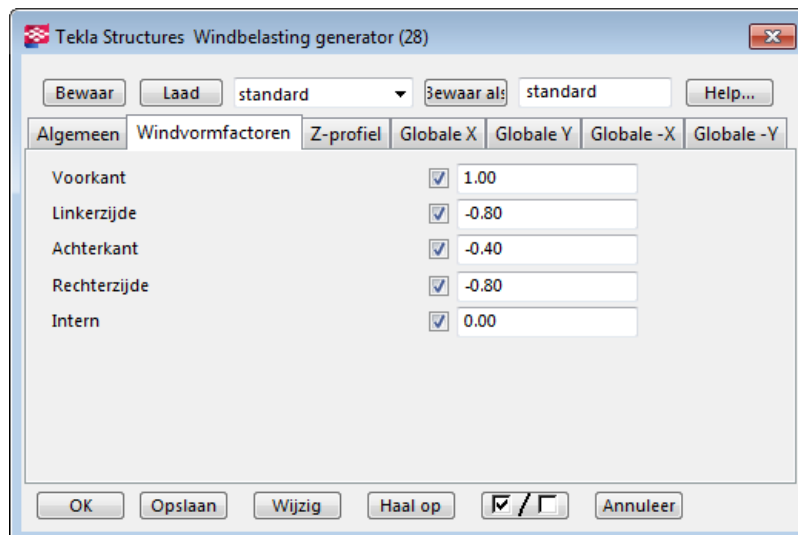 Tekla Structures Windbelasting generator (28)
Bewaar Laad standard Bewaar als standard Help...
Algemeen Windvormfactoren Z-profiel Globale X Globale Y Globale -X Globale -Y
Voorkant 1.00
Linkerzijde -0.80
Achterkant -0.40
Rechterzijde -0.80
Intern 0.00
OK Opslaan Wijzig Haal op / Annuleer